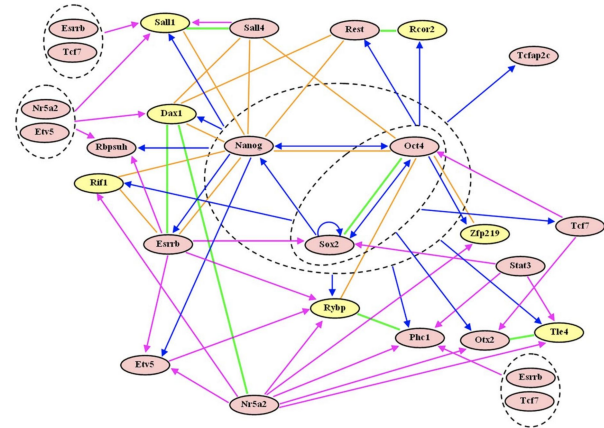 Esrrb
Sall1
Sall4
Rest
Rcor2
Tcf7
Tcfap2c
Nr5a2
Dax1
Etv5
Rbpsuh
Nanog
Oct4
Rif1
Esrrb
Sox2
Zfp219
Tcf7
Stat3
Rybp
Phc1
Otx2
Tle4
Etv5
Esrrb
Nr5a2
Tcf7